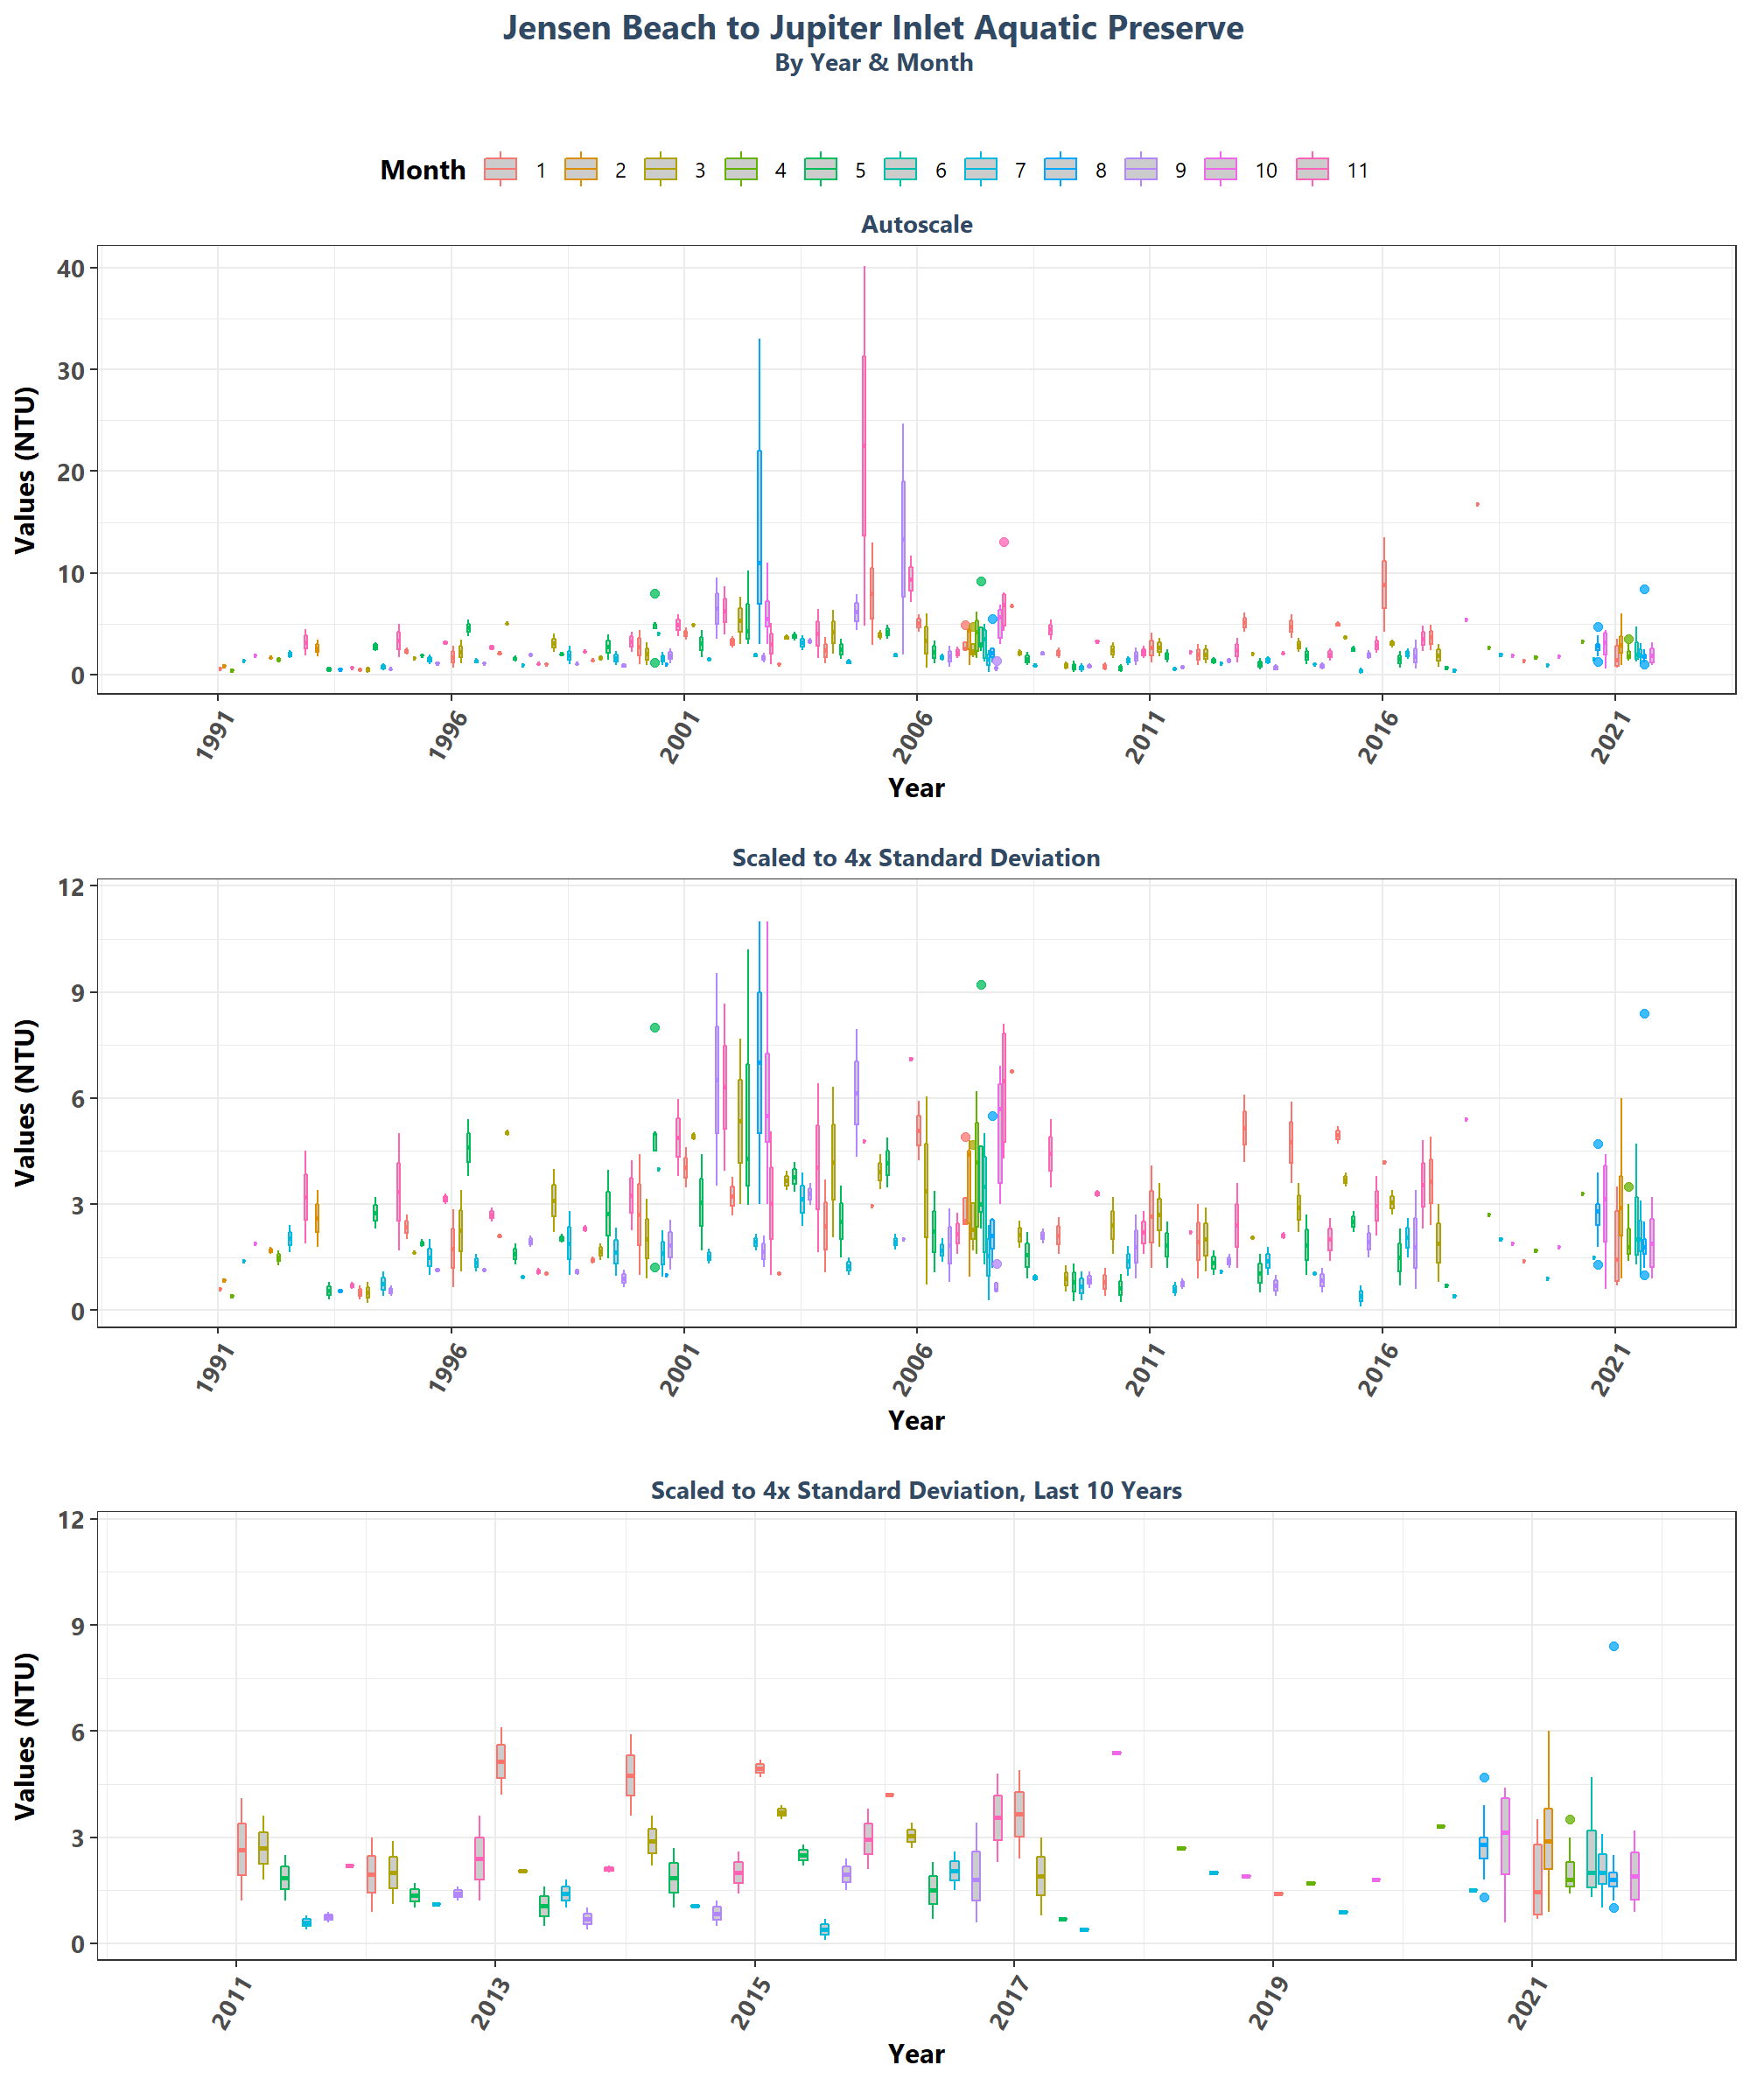 Jensen Beach to Jupiter Inlet Aquatic Preserve
By Year & Month
Month 1 2 3 4 5 6 7 8 9 10 11
Autoscale
Values (NTU)
40
30
20
10
0
1991 1996 2001 2006 2011 2016 2021
Year
Scaled to 4x Standard Deviation
Values (NTU)
12
9
6
3
0
1991 1996 2001 2006 2011 2016 2021
Year
Scaled to 4x Standard Deviation, Last 10 Years
Values (NTU)
12
9
6
3
0
2011 2013 2015 2017 2019 2021
Year